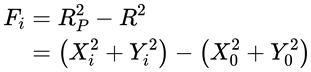 F_i = R_P^2 − R^2
= (X_i^2 + Y_i^2) − (X_0^2 + Y_0^2)